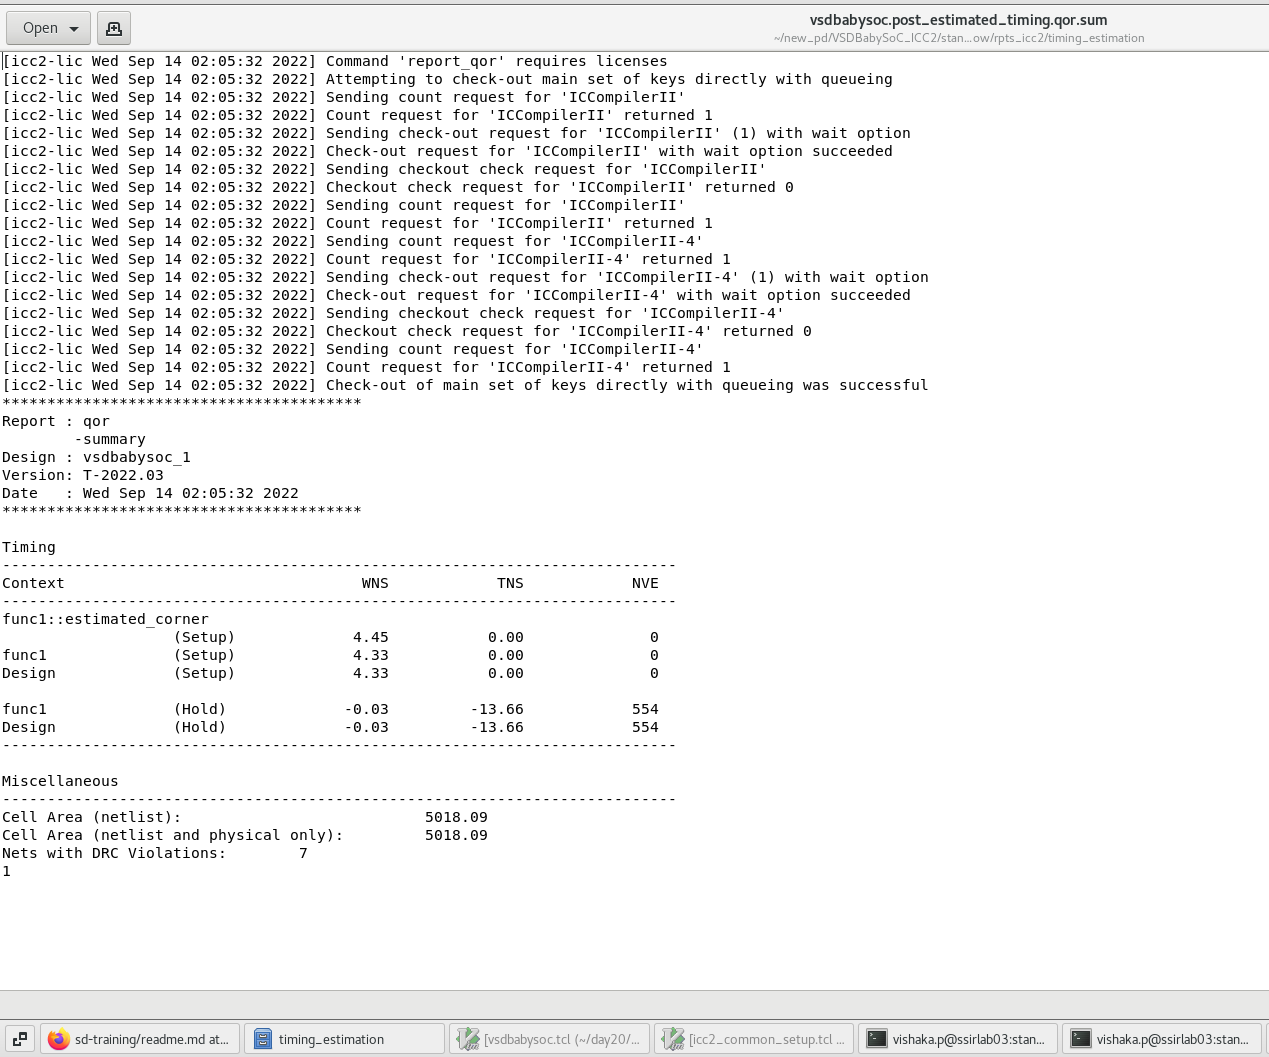 Open
vsdbabysoc.post_estimated_timing.qor.sum
~/new_pd/VSDBabySoC_ICC2/stan...ow/rpts_icc2/timing_estimation
[icc2-lic Wed Sep 14 02:05:32 2022] Command 'report_qor' requires licenses
[icc2-lic Wed Sep 14 02:05:32 2022] Attempting to check-out main set of keys directly with queueing
[icc2-lic Wed Sep 14 02:05:32 2022] Sending count request for 'ICCompilerII'
[icc2-lic Wed Sep 14 02:05:32 2022] Count request for 'ICCompilerII' returned 1
[icc2-lic Wed Sep 14 02:05:32 2022] Sending check-out request for 'ICCompilerII' (1) with wait option
[icc2-lic Wed Sep 14 02:05:32 2022] Check-out request for 'ICCompilerII' with wait option succeeded
[icc2-lic Wed Sep 14 02:05:32 2022] Sending checkout check request for 'ICCompilerII'
[icc2-lic Wed Sep 14 02:05:32 2022] Checkout check request for 'ICCompilerII' returned 0
[icc2-lic Wed Sep 14 02:05:32 2022] Sending count request for 'ICCompilerII'
[icc2-lic Wed Sep 14 02:05:32 2022] Count request for 'ICCompilerII' returned 1
[icc2-lic Wed Sep 14 02:05:32 2022] Sending count request for 'ICCompilerII-4'
[icc2-lic Wed Sep 14 02:05:32 2022] Count request for 'ICCompilerII-4' returned 1
[icc2-lic Wed Sep 14 02:05:32 2022] Sending check-out request for 'ICCompilerII-4' (1) with wait option
[icc2-lic Wed Sep 14 02:05:32 2022] Check-out request for 'ICCompilerII-4' with wait option succeeded
[icc2-lic Wed Sep 14 02:05:32 2022] Sending checkout check request for 'ICCompilerII-4'
[icc2-lic Wed Sep 14 02:05:32 2022] Checkout check request for 'ICCompilerII-4' returned 0
[icc2-lic Wed Sep 14 02:05:32 2022] Sending count request for 'ICCompilerII-4'
[icc2-lic Wed Sep 14 02:05:32 2022] Count request for 'ICCompilerII-4' returned 1
[icc2-lic Wed Sep 14 02:05:32 2022] Check-out of main set of keys directly with queueing was successful
****************************************
Report : qor
        -summary
Design : vsdbabysoc_1
Version: T-2022.03
Date   : Wed Sep 14 02:05:32 2022
****************************************
Timing
---------------------------------------------------------------------------
Context                                 WNS            TNS            NVE
---------------------------------------------------------------------------
func1::estimated_corner
                   (Setup)             4.45           0.00              0
func1              (Setup)             4.33           0.00              0
Design             (Setup)             4.33           0.00              0
func1              (Hold)             -0.03         -13.66            554
Design             (Hold)             -0.03         -13.66            554
---------------------------------------------------------------------------
Miscellaneous
---------------------------------------------------------------------------
Cell Area (netlist):                           5018.09
Cell Area (netlist and physical only):         5018.09
Nets with DRC Violations:        7
1
sd-training/readme.md at...
timing_estimation
[vsdbabysoc.tcl (~/day20/...
[icc2_common_setup.tcl ...
vishaka.p@ssirlab03:stan...
vishaka.p@ssirlab03:stan...